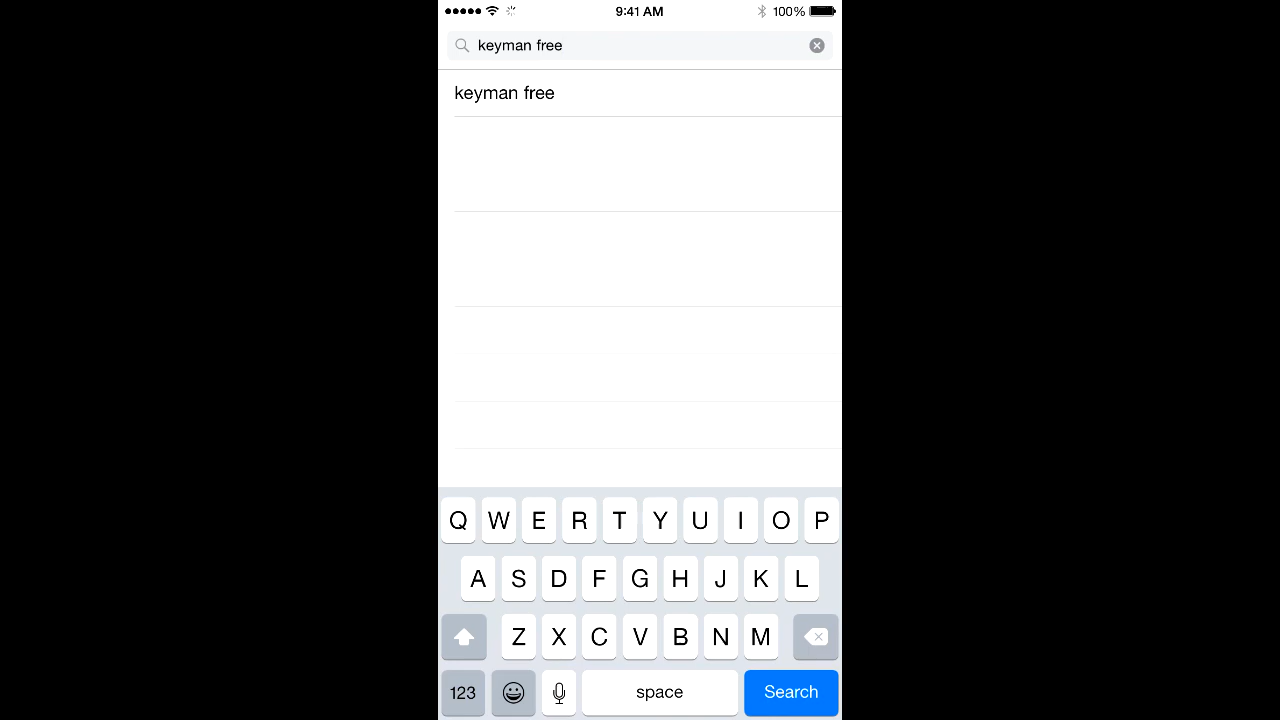 9:41 AM 100%
keyman free
keyman free
Q W E R T Y U I O P
A S D F G H J K L
Z X C V B N M
123 space Search